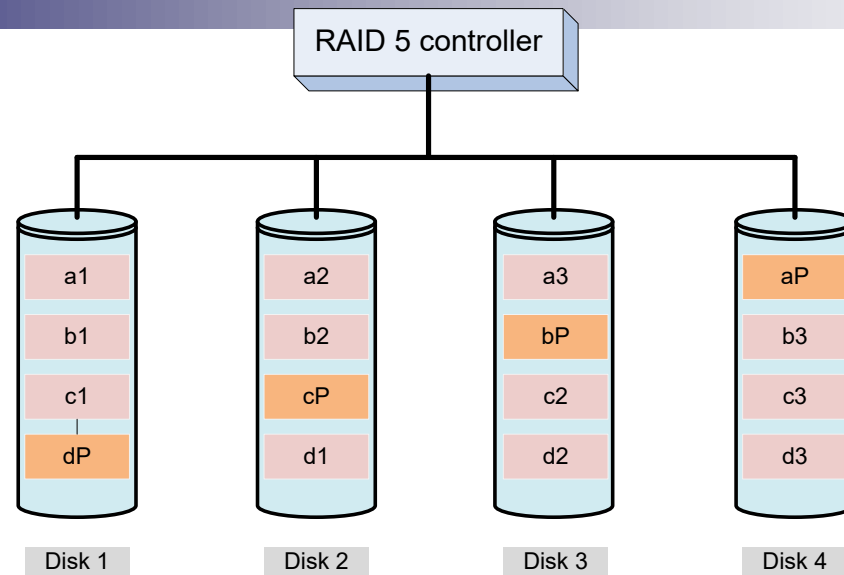 RAID 5 controller
a1 a2 a3 aP
b1 b2 bP b3
c1 cP c2 c3
dP d1 d2 d3
Disk 1 Disk 2 Disk 3 Disk 4